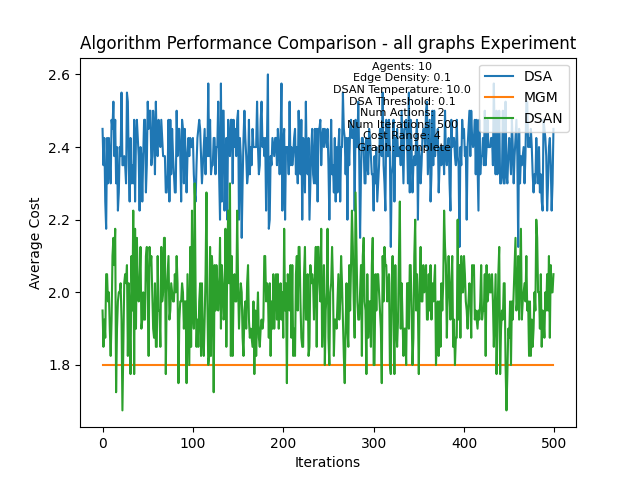 Algorithm Performance Comparison - all graphs Experiment
Agents: 10
Edge Density: 0.1
DSAN Temperature: 10.0
DSA Threshold: 0.1
Num Actions: 2
Num Iterations: 500
Cost Range: 4
Graph: complete
DSA
MGM
DSAN
Average Cost
2.6
2.4
2.2
2.0
1.8
0
100
200
300
400
500
Iterations